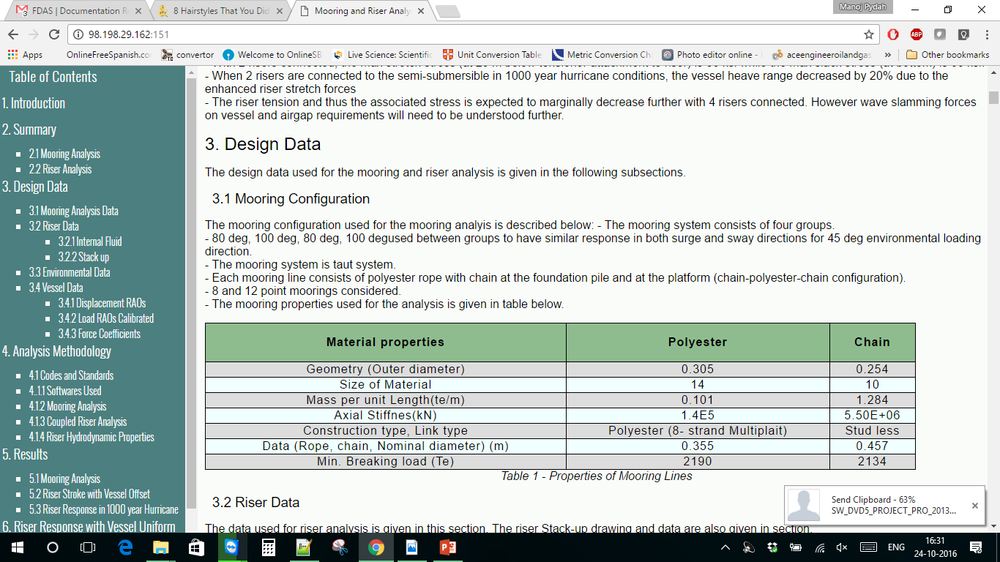 FDAS | Documentation R
8 Hairstyles That You Did
Mooring and Riser Analy
Manoj Pydah
98.198.29.162:151
Apps
OnlineFreeSpanish.co
convertor
Welcome to OnlineSB
Live Science: Scientific
Unit Conversion Table
Metric Conversion Ch
Photo editor online -
aceengineeroilandgas
»
Other bookmarks
Table of Contents
1. Introduction
2. Summary
2.1 Mooring Analysis
2.2 Riser Analysis
3. Design Data
3.1 Mooring Analysis Data
3.2 Riser Data
3.2.1 Internal Fluid
3.2.2 Stack up
3.3 Environmental Data
3.4 Vessel Data
3.4.1 Displacement RAOs
3.4.2 Load RAOs Calibrated
3.4.3 Force Coefficients
4. Analysis Methodology
4.1 Codes and Standards
4..1.1 Softwares Used
4.1.2 Mooring Analysis
4.1.3 Coupled Riser Analysis
4.1.4 Riser Hydrodynamic Properties
5. Results
5.1 Mooring Analysis
5.2 Riser Stroke with Vessel Offset
5.3 Riser Response in 1000 year Hurricane
6. Riser Response with Vessel Uniform
- When 2 risers are connected to the semi-submersible in 1000 year hurricane conditions, the vessel heave range decreased by 20% due to the
enhanced riser stretch forces
- The riser tension and thus the associated stress is expected to marginally decrease further with 4 risers connected. However wave slamming forces
on vessel and airgap requirements will need to be understood further.
3. Design Data
The design data used for the mooring and riser analysis is given in the following subsections.
3.1 Mooring Configuration
The mooring configuration used for the mooring analyis is described below: - The mooring system consists of four groups.
- 80 deg, 100 deg, 80 deg, 100 degused between groups to have similar response in both surge and sway directions for 45 deg environmental loading
direction.
- The mooring system is taut system.
- Each mooring line consists of polyester rope with chain at the foundation pile and at the platform (chain-polyester-chain configuration).
- 8 and 12 point moorings considered.
- The mooring properties used for the analysis is given in table below.
Material properties Polyester Chain
Geometry (Outer diameter) 0.305 0.254
Size of Material 14 10
Mass per unit Length(te/m) 0.101 1.284
Axial Stiffnes(kN) 1.4E5 5.50E+06
Construction type, Link type Polyester (8- strand Multiplait) Stud less
Data (Rope, chain, Nominal diameter) (m) 0.355 0.457
Min. Breaking load (Te) 2190 2134
Table 1 - Properties of Mooring Lines
3.2 Riser Data
The data used for riser analysis is given in this section. The riser Stack-up drawing and data are also given in section.
Send Clipboard - 63%
SW_DVD5_PROJECT_PRO_2013...
ENG
16:31
24-10-2016